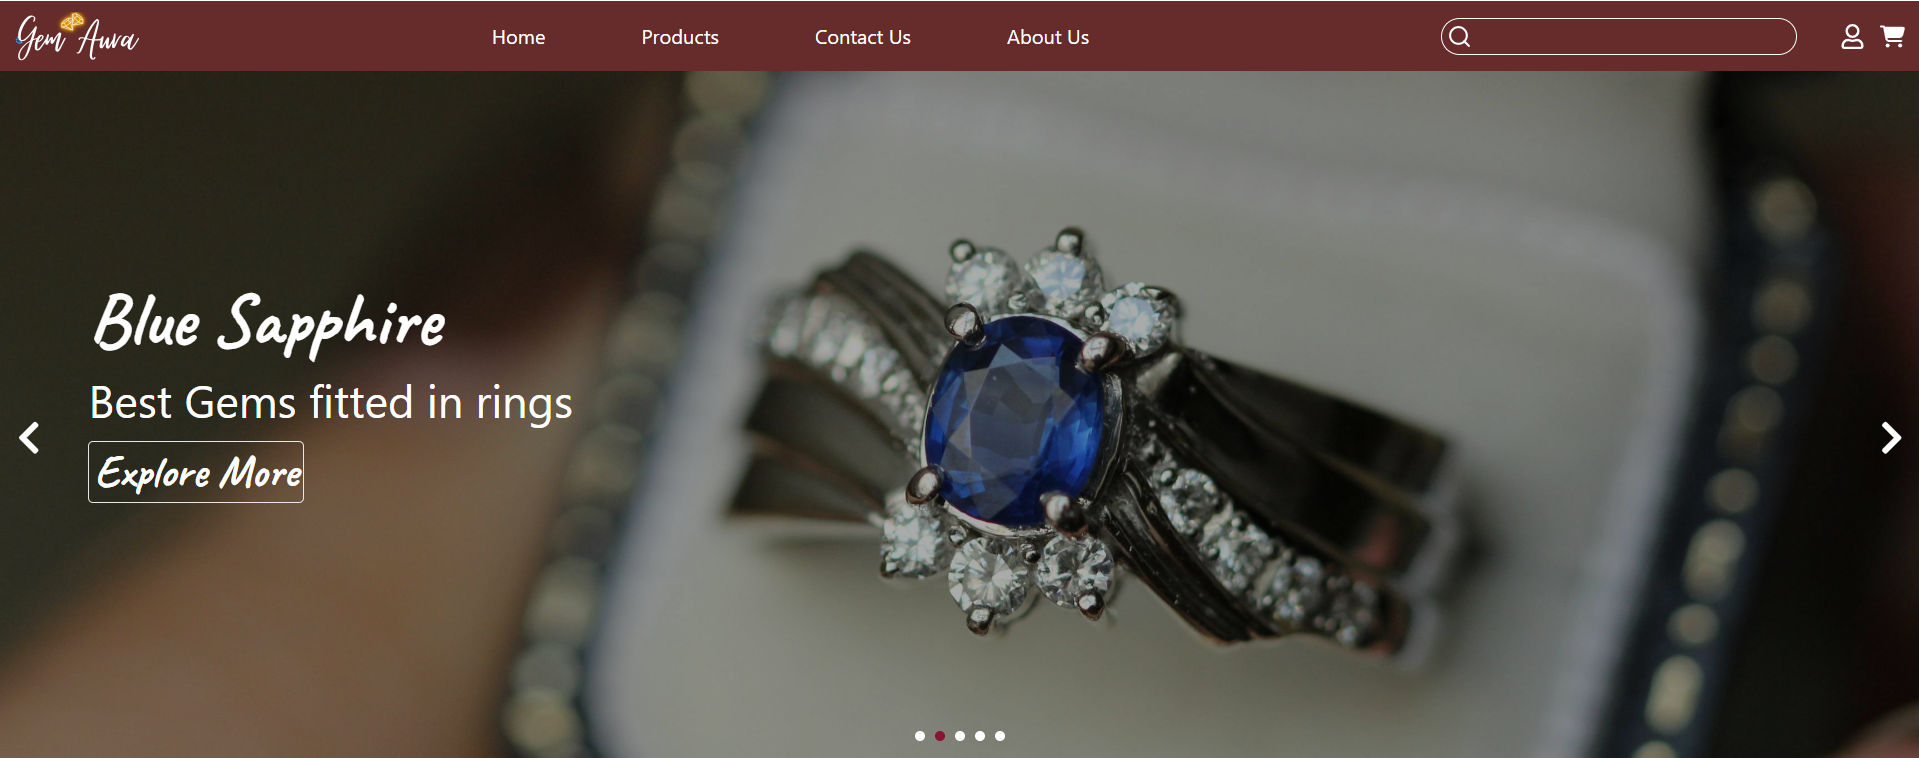 Gem Aura
Home
Products
Contact Us
About Us
Blue Sapphire
Best Gems fitted in rings
Explore More